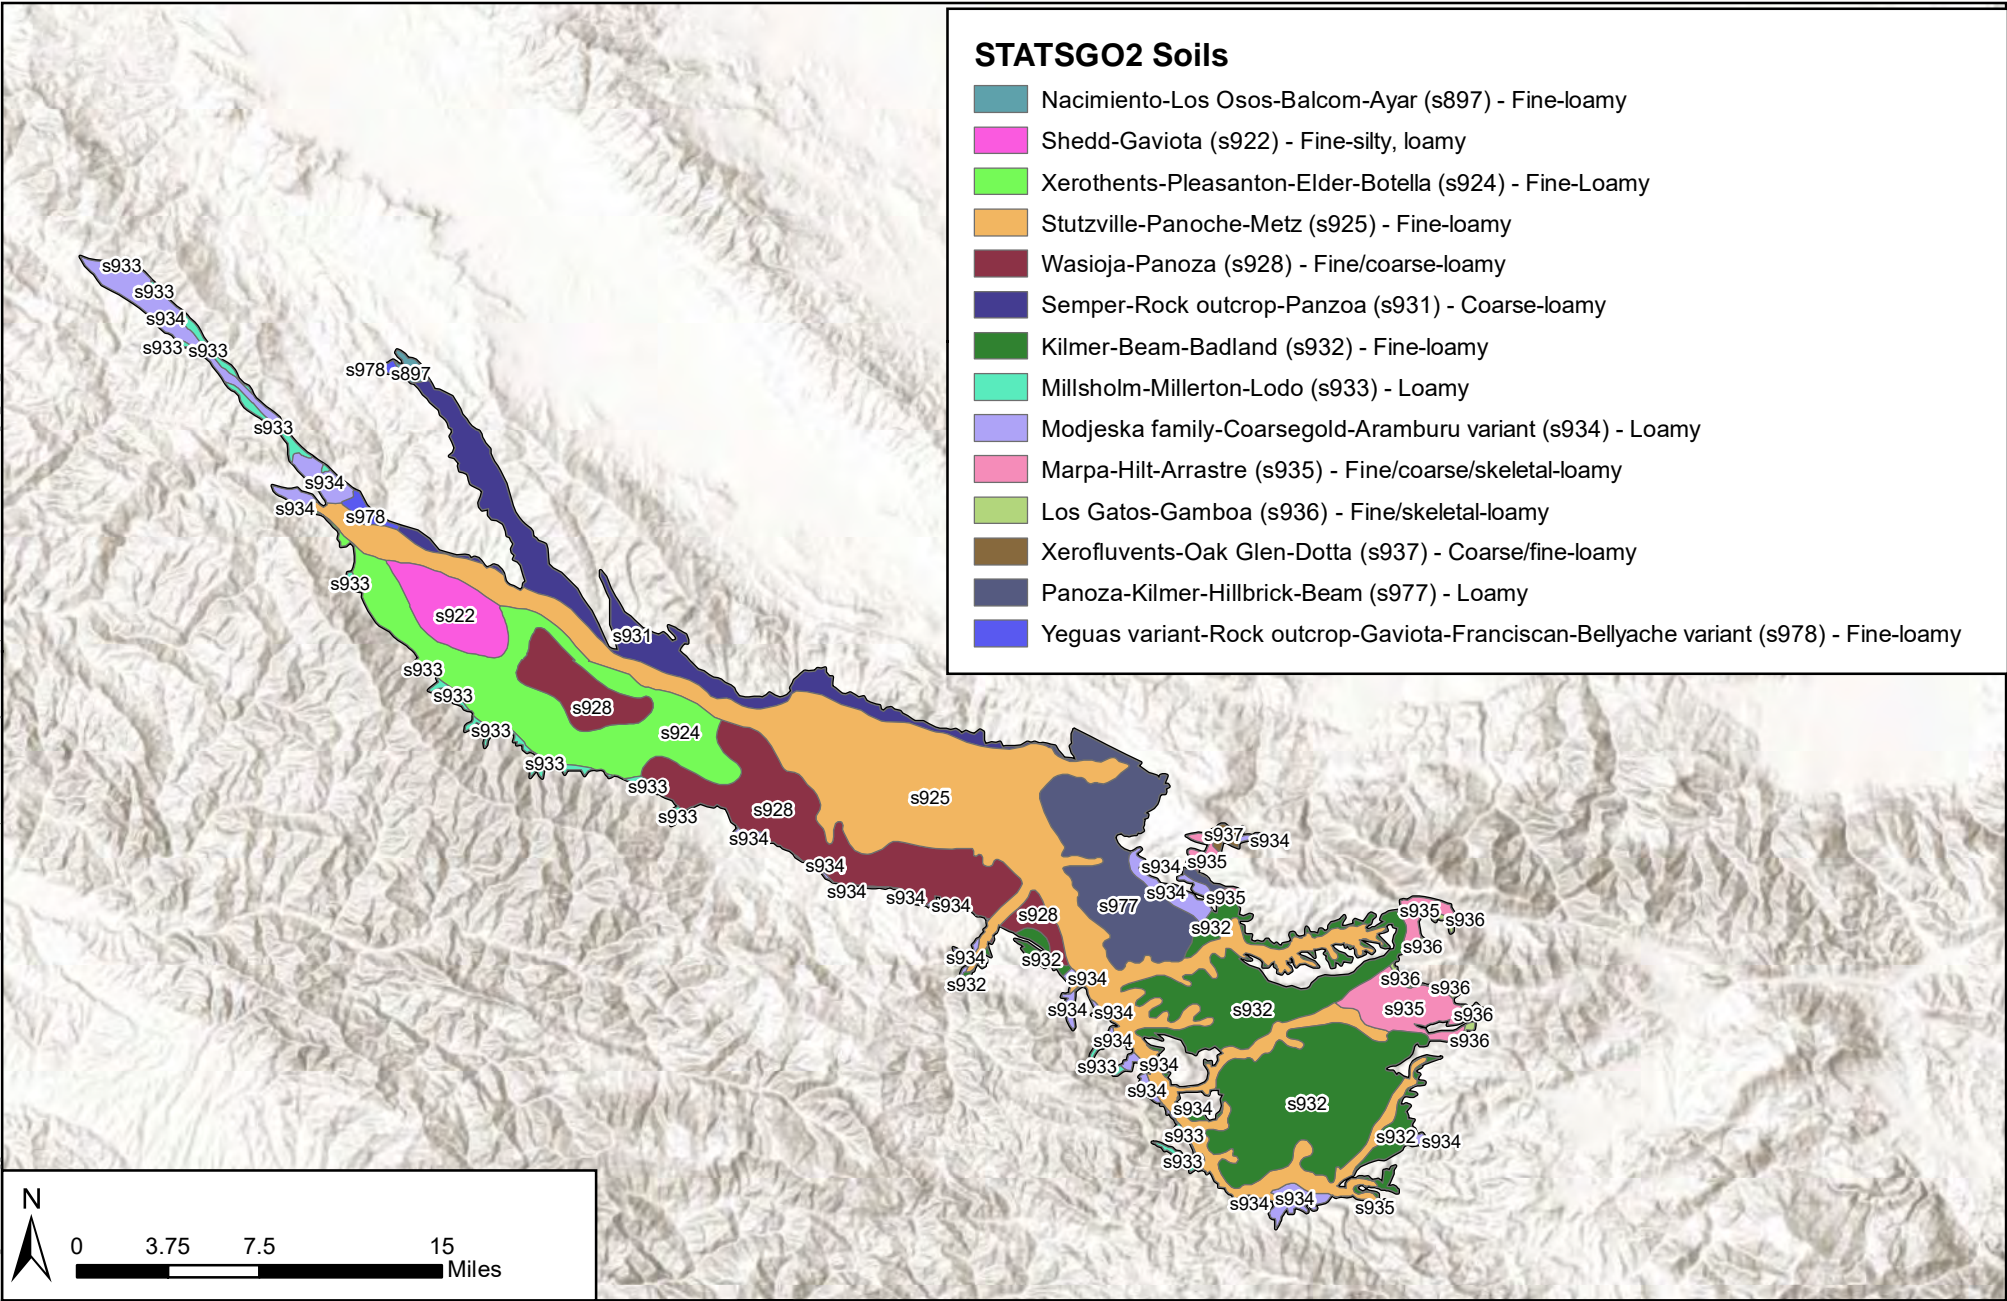 STATSGO2 Soils
Nacimiento-Los Osos-Balcom-Ayar (s897) - Fine-loamy
Shedd-Gaviota (s922) - Fine-silty, loamy
Xerothents-Pleasanton-Elder-Botella (s924) - Fine-Loamy
Stutzville-Panoche-Metz (s925) - Fine-loamy
Wasioja-Panoza (s928) - Fine/coarse-loamy
Semper-Rock outcrop-Panzoa (s931) - Coarse-loamy
Kilmer-Beam-Badland (s932) - Fine-loamy
Millsholm-Millerton-Lodo (s933) - Loamy
Modjeska family-Coarsegold-Aramburu variant (s934) - Loamy
Marpa-Hilt-Arrastre (s935) - Fine/coarse/skeletal-loamy
Los Gatos-Gamboa (s936) - Fine/skeletal-loamy
Xerofluvents-Oak Glen-Dotta (s937) - Coarse/fine-loamy
Panoza-Kilmer-Hillbrick-Beam (s977) - Loamy
Yeguas variant-Rock outcrop-Gaviota-Franciscan-Bellyache variant (s978) - Fine-loamy
s933
s933
s934
s933
s933
s978
s897
s933
s934
s934
s978
s933
s922
s931
s933
s933
s928
s933
s924
s933
s933
s925
s928
s933
s934
s937
s934
s934
s935
s934
s934
s934
s935
s934
s934
s977
s935
s928
s936
s932
s936
s934
s932
s934
s936
s932
s936
s934
s934
s932
s935
s936
s934
s936
s933
s934
s934
s932
s934
s933
s932
s934
s933
s934
s934
s935
N
0 3.75 7.5 15
Miles